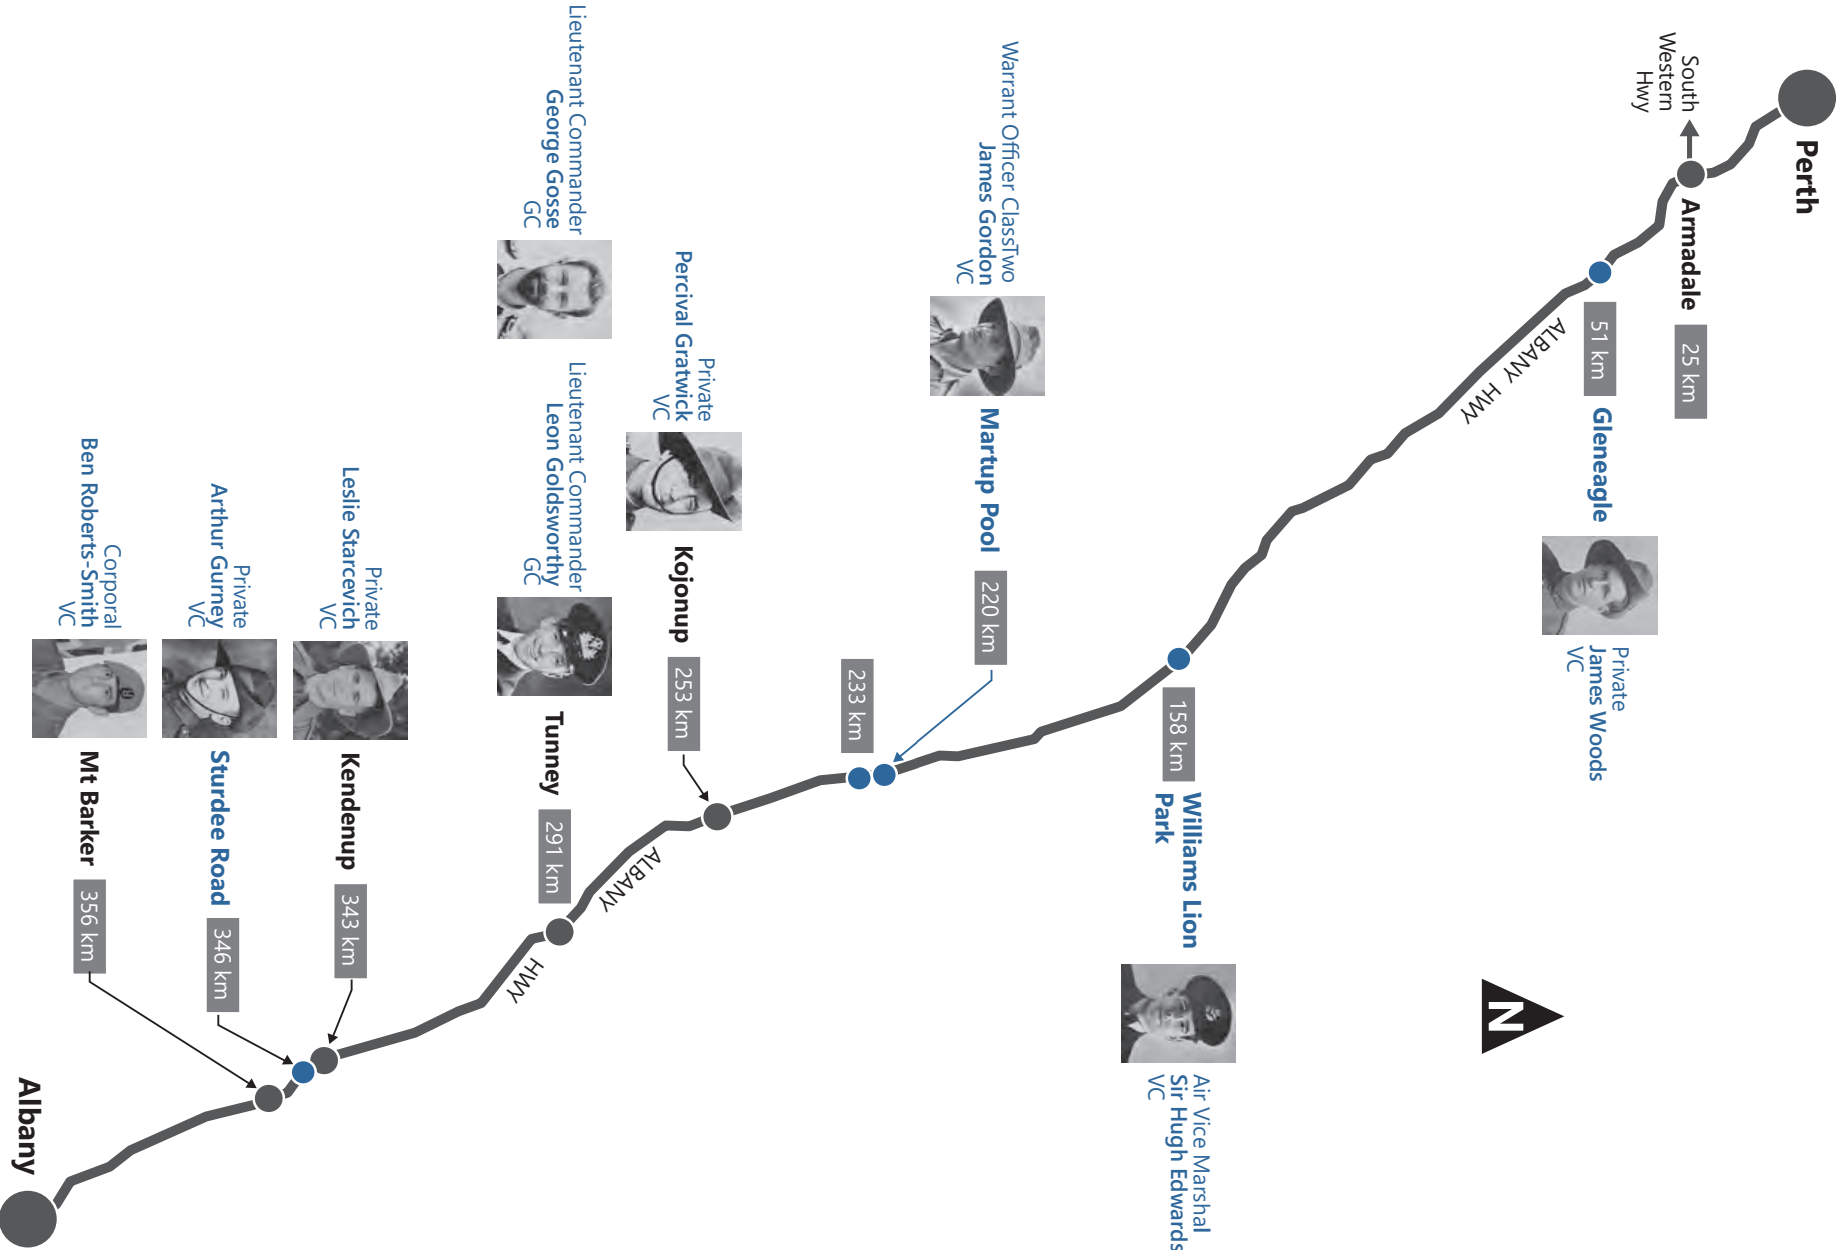 Perth
South
Western
Hwy
Armadale
25 km
51 km
Gleneagle
Private
James Woods
VC
ALBANY HWY
158 km
Williams Lion
Park
Air Vice Marshal
Sir Hugh Edwards
VC
Warrant Officer ClassTwo
James Gordon
VC
Martup Pool
220 km
233 km
Private
Percival Gratwick
VC
Kojonup
253 km
ALBANY
HWY
Lieutenant Commander
George Gosse
GC
Lieutenant Commander
Leon Goldsworthy
GC
Tunney
291 km
Private
Leslie Starcevich
VC
Kendenup
343 km
Private
Arthur Gurney
VC
Sturdee Road
346 km
Corporal
Ben Roberts-Smith
VC
Mt Barker
356 km
Albany
N